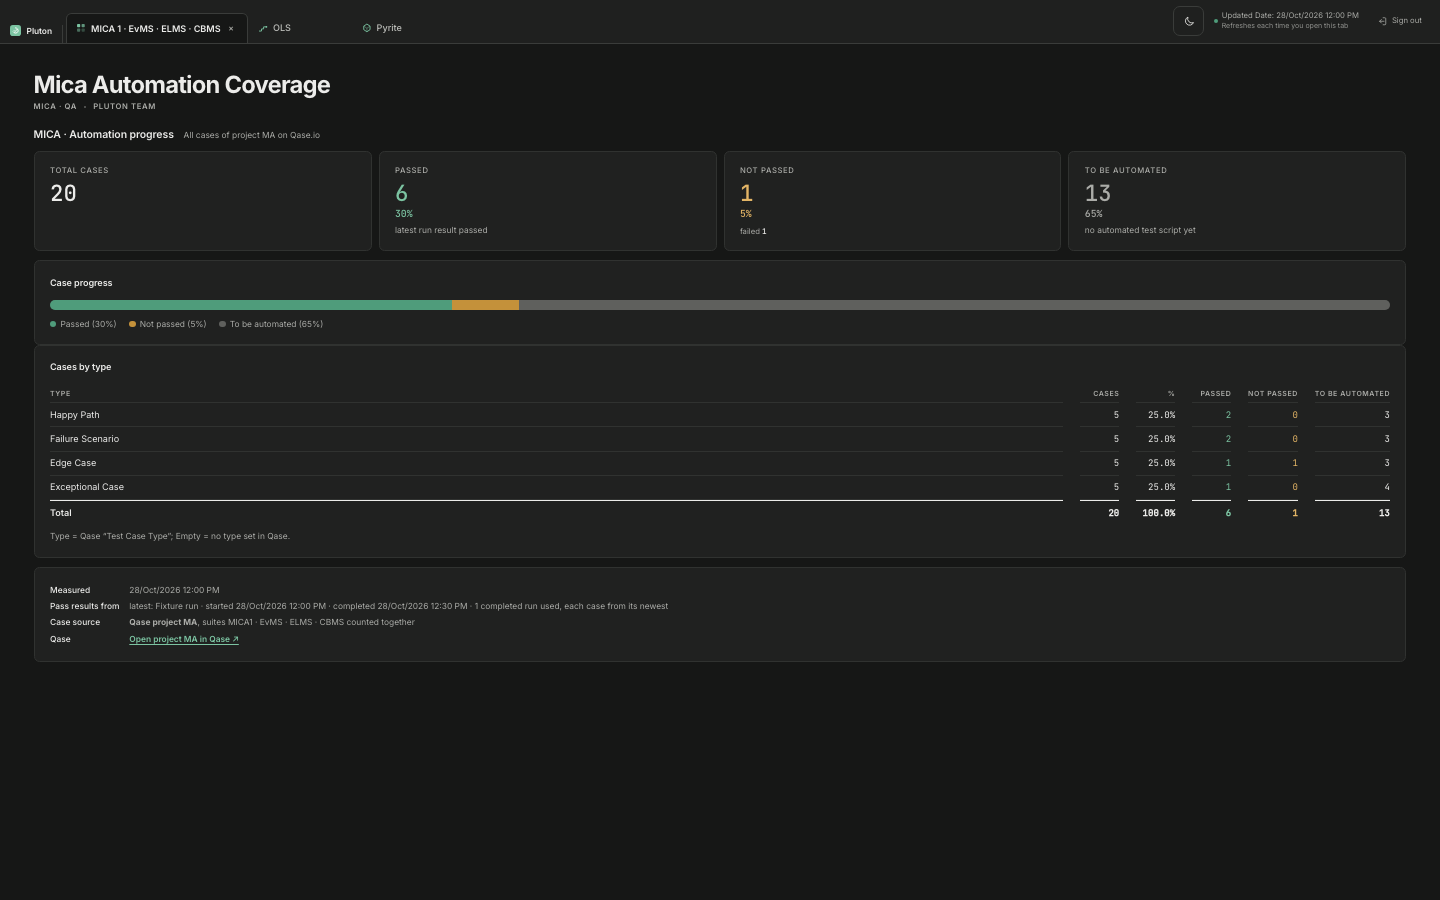 Pluton
MICA 1 · EvMS · ELMS · CBMS ×
OLS
Pyrite
Updated Date: 28/Oct/2026 12:00 PM
Refreshes each time you open this tab
Sign out
Mica Automation Coverage
MICA · QA · PLUTON TEAM
MICA · Automation progress All cases of project MA on Qase.io
TOTAL CASES
20
PASSED
6
30%
latest run result passed
NOT PASSED
1
5%
failed 1
TO BE AUTOMATED
13
65%
no automated test script yet
Case progress
Passed (30%) Not passed (5%) To be automated (65%)
Cases by type
TYPE CASES % PASSED NOT PASSED TO BE AUTOMATED
Happy Path 5 25.0% 2 0 3
Failure Scenario 5 25.0% 2 0 3
Edge Case 5 25.0% 1 1 3
Exceptional Case 5 25.0% 1 0 4
Total 20 100.0% 6 1 13
Type = Qase “Test Case Type”; Empty = no type set in Qase.
Measured 28/Oct/2026 12:00 PM
Pass results from latest: Fixture run · started 28/Oct/2026 12:00 PM · completed 28/Oct/2026 12:30 PM · 1 completed run used, each case from its newest
Case source Qase project MA, suites MICA1 · EvMS · ELMS · CBMS counted together
Qase Open project MA in Qase ↗